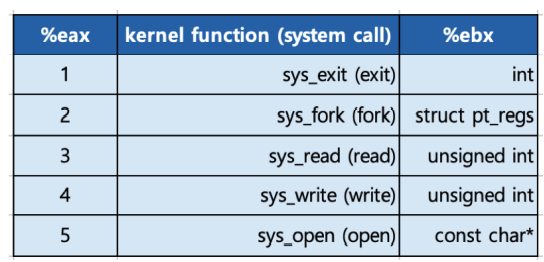 %eax kernel function (system call) %ebx
1 sys_exit (exit) int
2 sys_fork (fork) struct pt_regs
3 sys_read (read) unsigned int
4 sys_write (write) unsigned int
5 sys_open (open) const char*